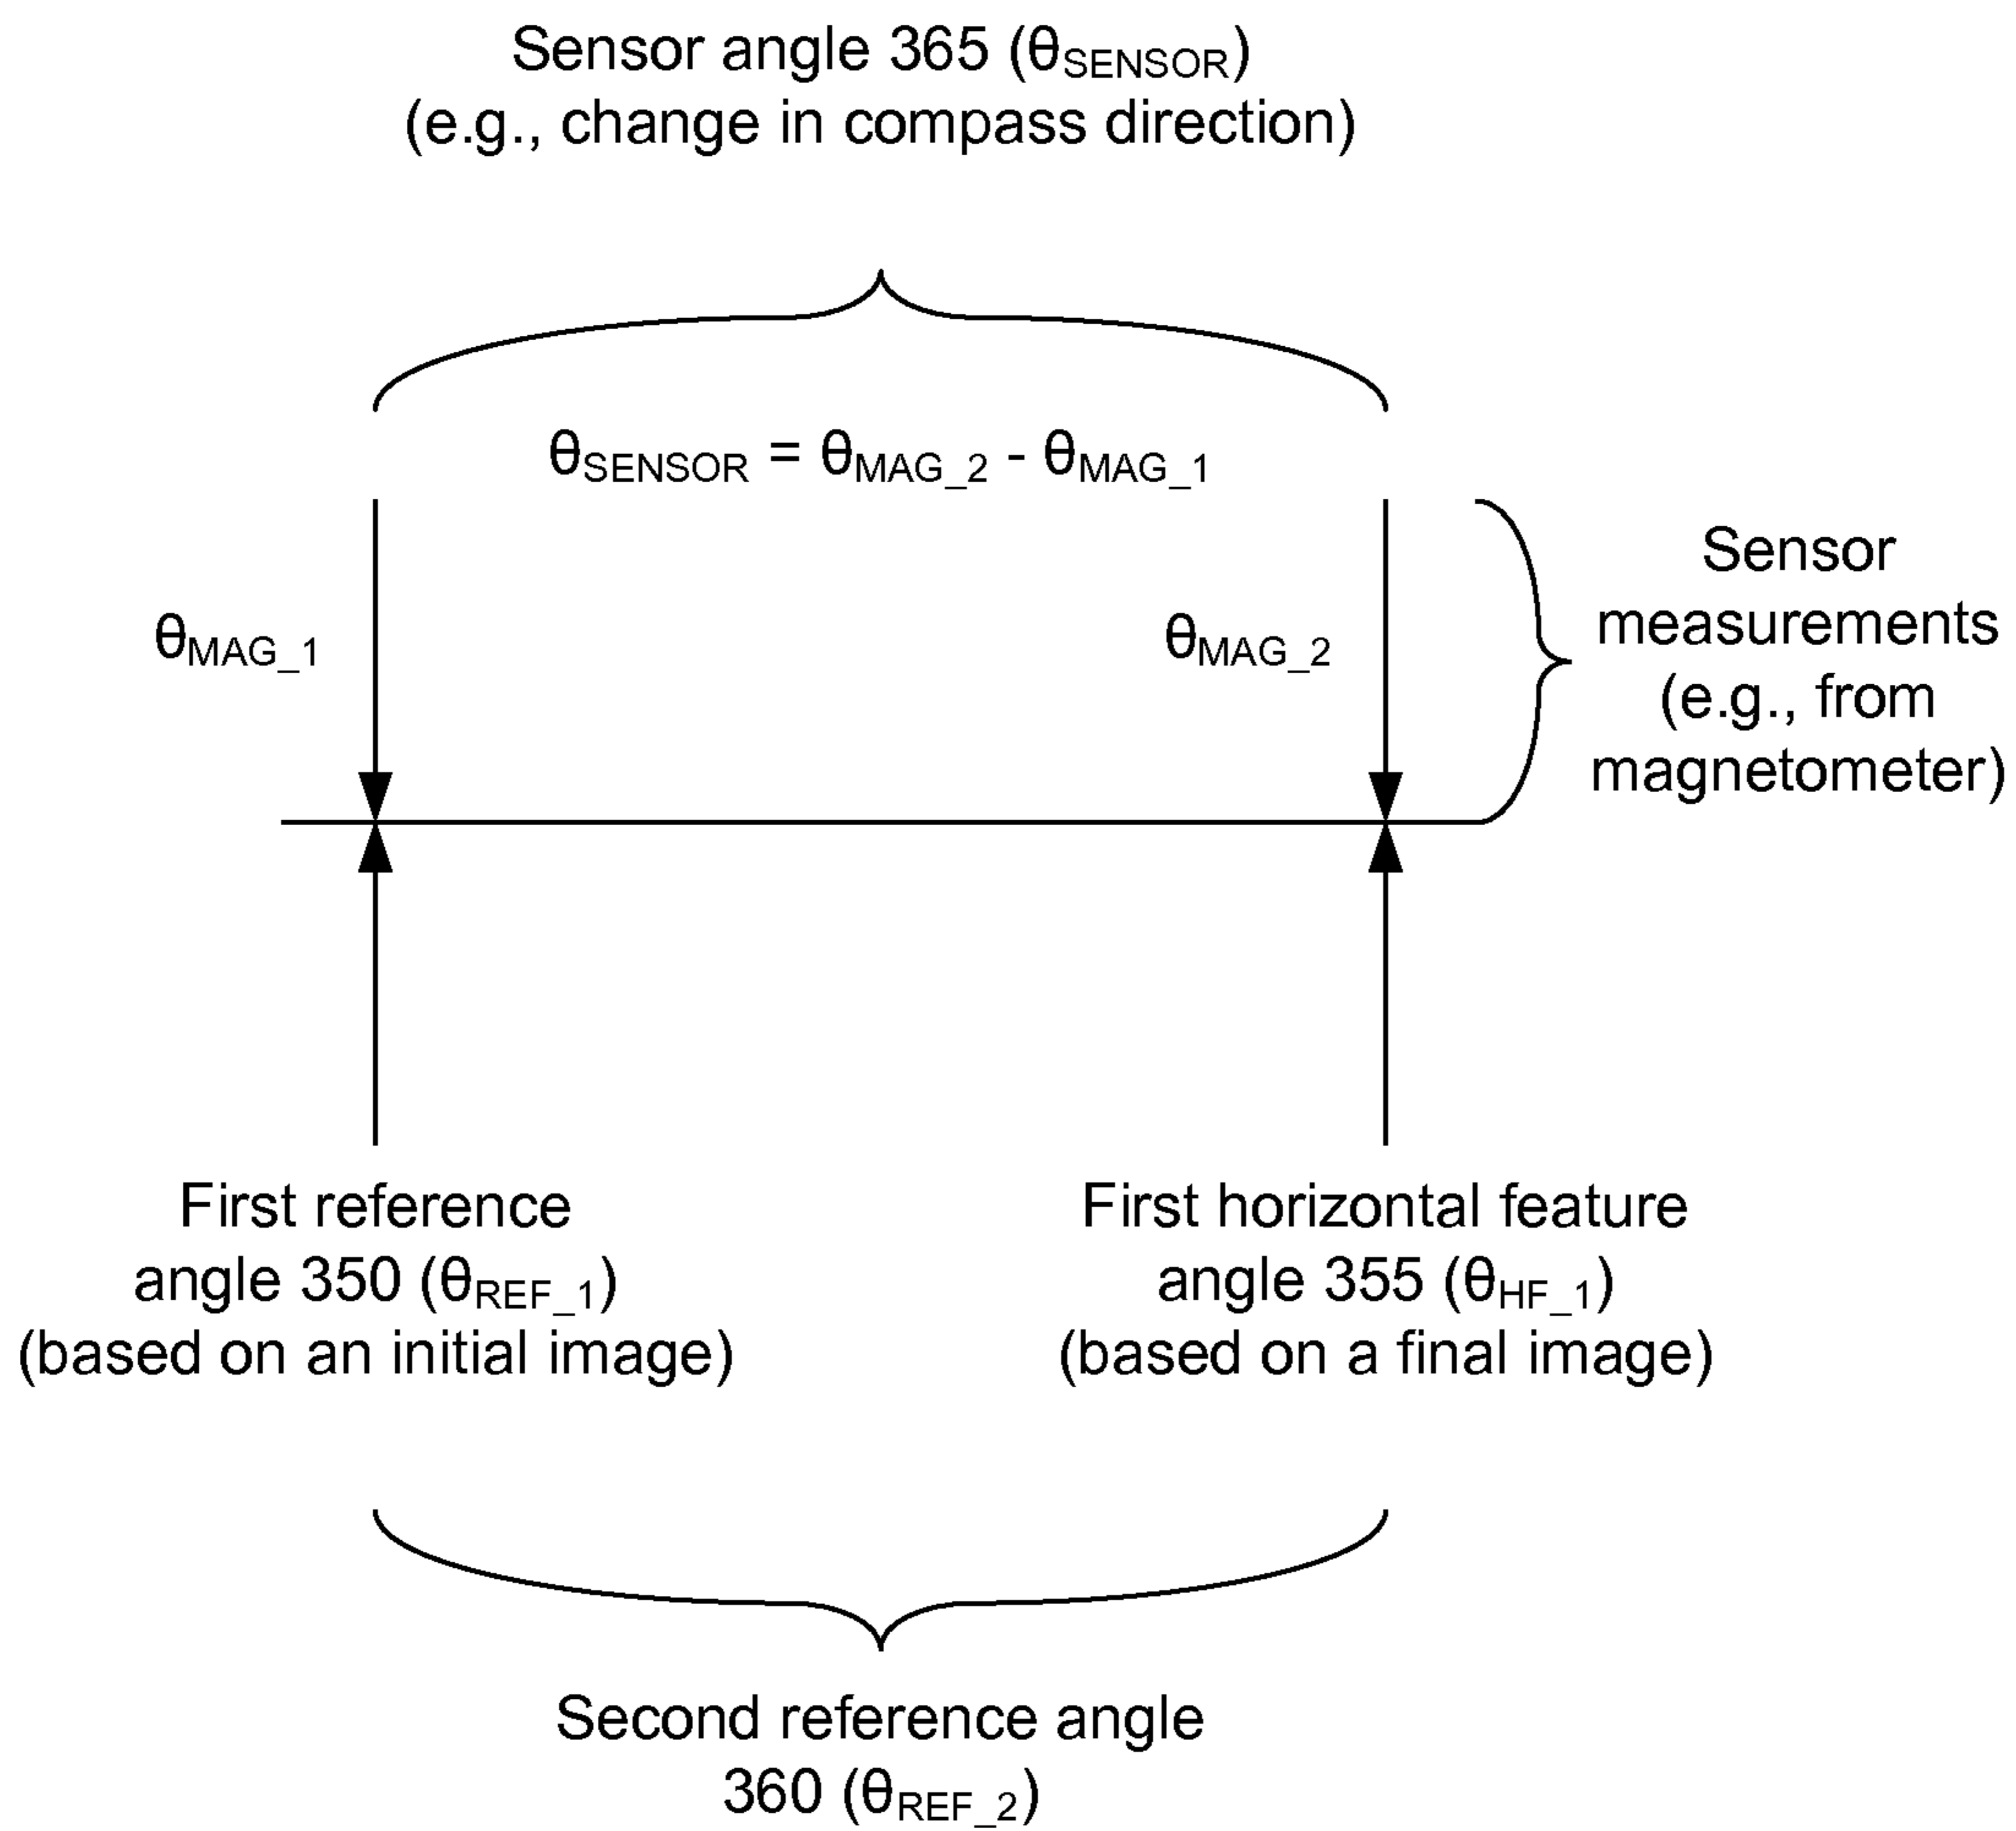 Sensor angle 365 (θSENSOR)
(e.g., change in compass direction)
θSENSOR = θMAG_2 - θMAG_1
θMAG_1
θMAG_2
Sensor
measurements
(e.g., from
magnetometer)
First reference
angle 350 (θREF_1)
(based on an initial image)
First horizontal feature
angle 355 (θHF_1)
(based on a final image)
Second reference angle
360 (θREF_2)